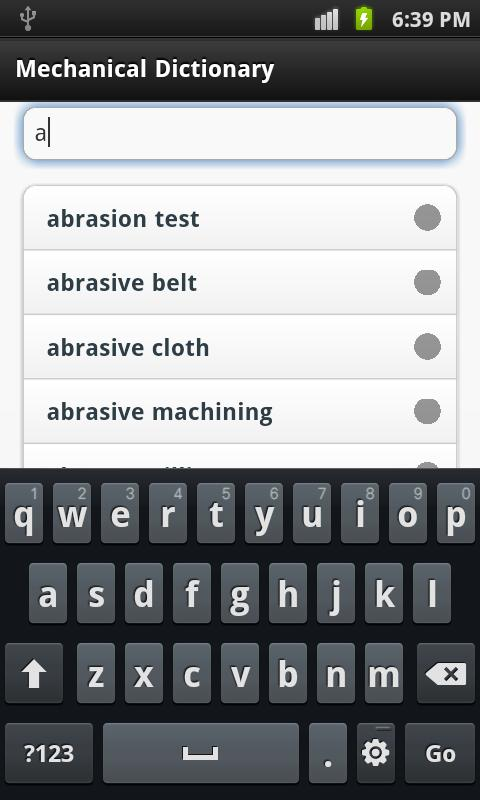 6:39 PM
Mechanical Dictionary
a
abrasion test
abrasive belt
abrasive cloth
abrasive machining
1 2 3 4 5 6 7 8 9 0
q w e r t y u i o p
a s d f g h j k l
z x c v b n m
?123 . Go